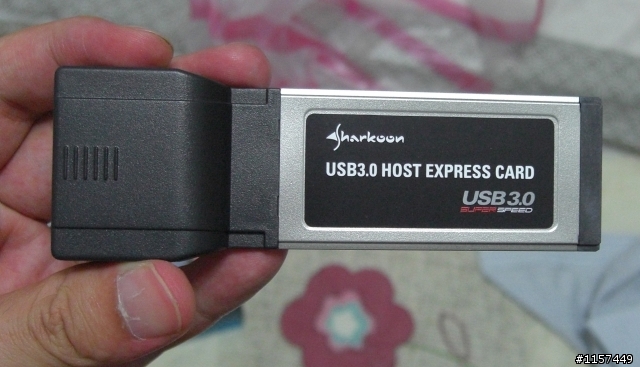 Sharkoon
USB3.0 HOST EXPRESS CARD
USB 3.0
SUPERSPEED
#1157449